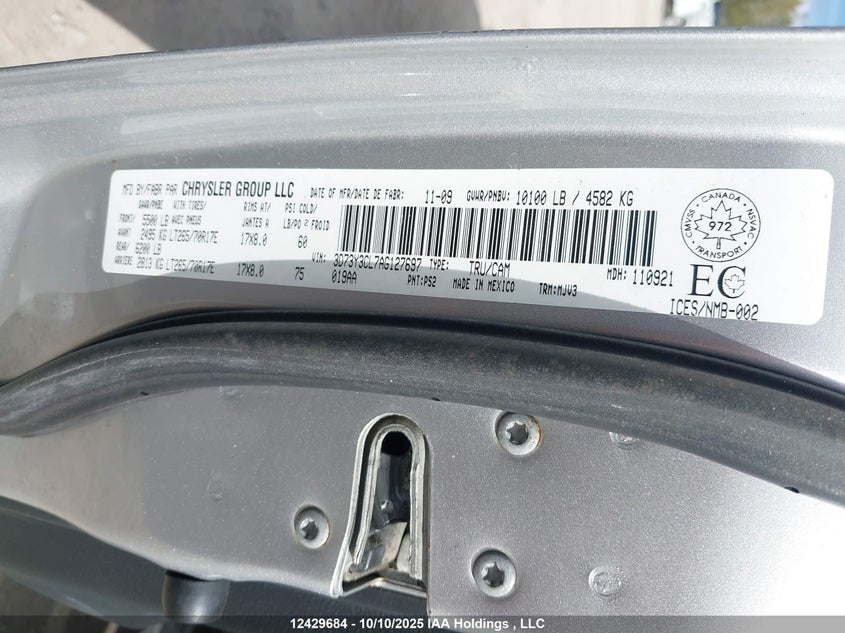 MFD BY/FABR PAR CHRYSLER GROUP LLC DATE OF MFR/DATE DE FABR: 11-09 GVWR/PNBV: 10100 LB / 4582 KG
GAWR/PNBE WITH TIRES/ RIMS AT/ PSI COLD/
FRONT/ 5500 LB AVEC PNEUS JANTES A LB/PO² FROID
AVANT 2495 KG LT265/70R17E 17X8.0 60
REAR/ 6200 LB
ARRIERE 2813 KG LT265/70R17E 17X8.0 75
VIN: 3D73Y3CL7AG127697 TYPE: TRU/CAM MDH: 110921
019AA PNT: PS2 MADE IN MEXICO TRM: MJV3
CANADA
CMVSS NSVAC
972
TRANSPORT
EC
ICES/NMB-002
12429684 - 10/10/2025 IAA Holdings , LLC